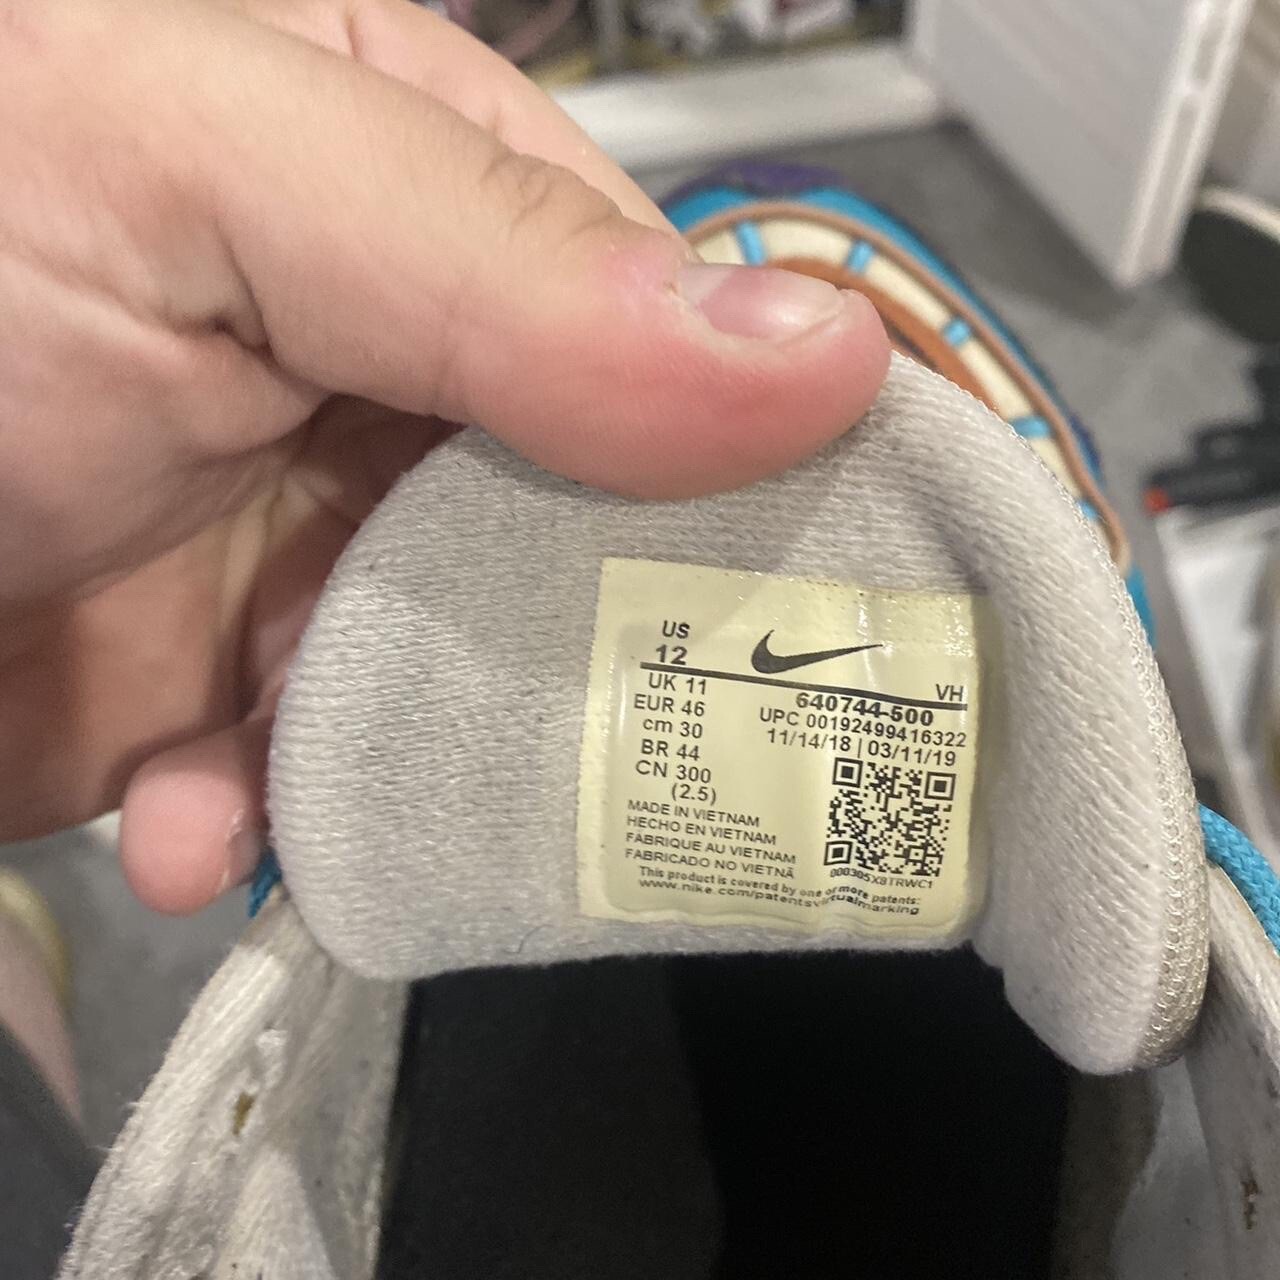 US
12
UK 11
EUR 46
cm 30
BR 44
CN 300
(2.5)
VH
640744-500
UPC 00192499416322
11/14/18 | 03/11/19
MADE IN VIETNAM
HECHO EN VIETNAM
FABRIQUE AU VIETNAM
FABRICADO NO VIETNÃ
000305X8TRWC1
This product is covered by one or more patents:
www.nike.com/patentsvirtualmarking